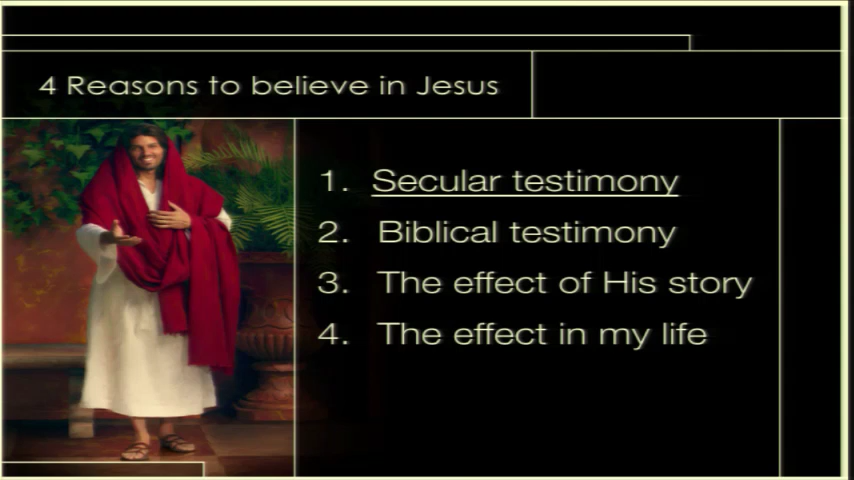 4 Reasons to believe in Jesus
1. Secular testimony
2. Biblical testimony
3. The effect of His story
4. The effect in my life